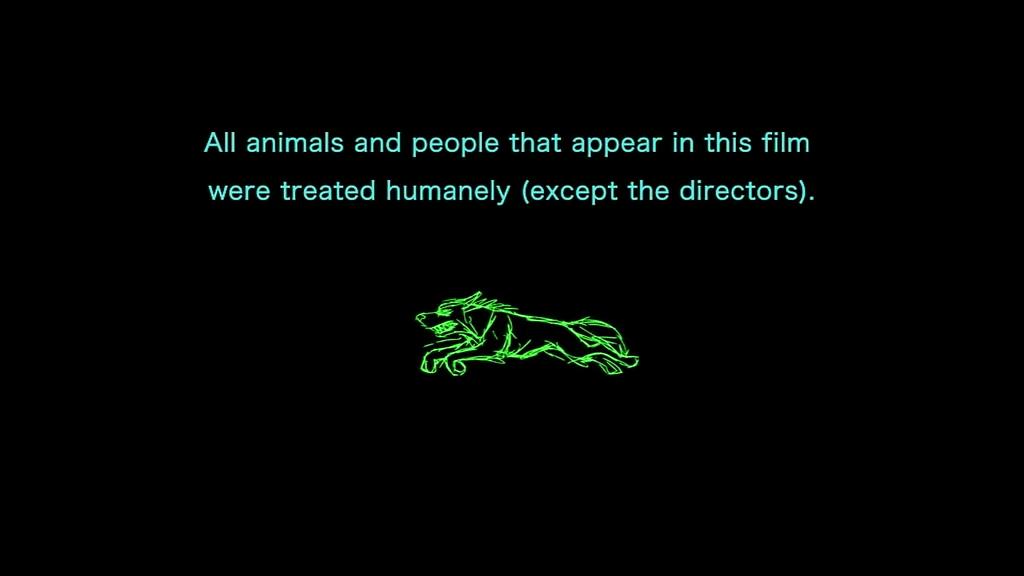 All animals and people that appear in this film
were treated humanely (except the directors).